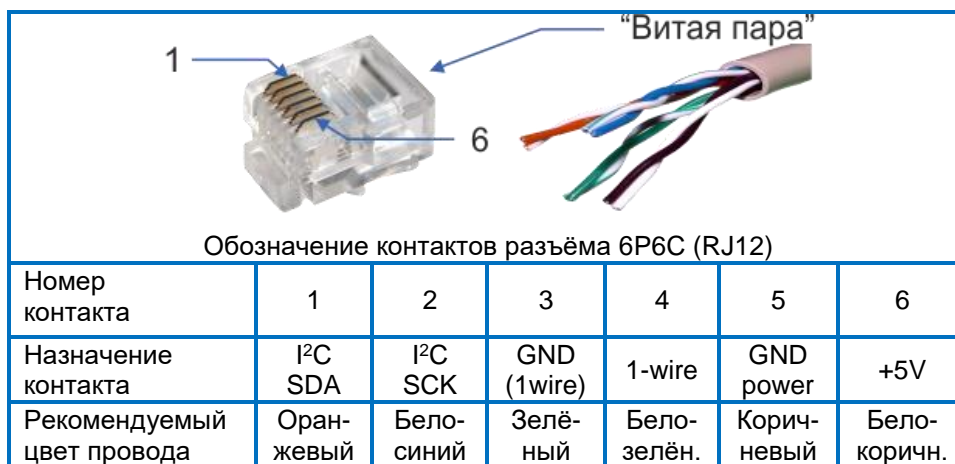 “Витая пара”
1
6
Обозначение контактов разъёма 6P6C (RJ12)
Номер контакта 1 2 3 4 5 6
Назначение контакта I²C SDA I²C SCK GND (1wire) 1-wire GND power +5V
Рекомендуемый цвет провода Оран-жевый Бело-синий Зелё-ный Бело-зелён. Корич-невый Бело-коричн.